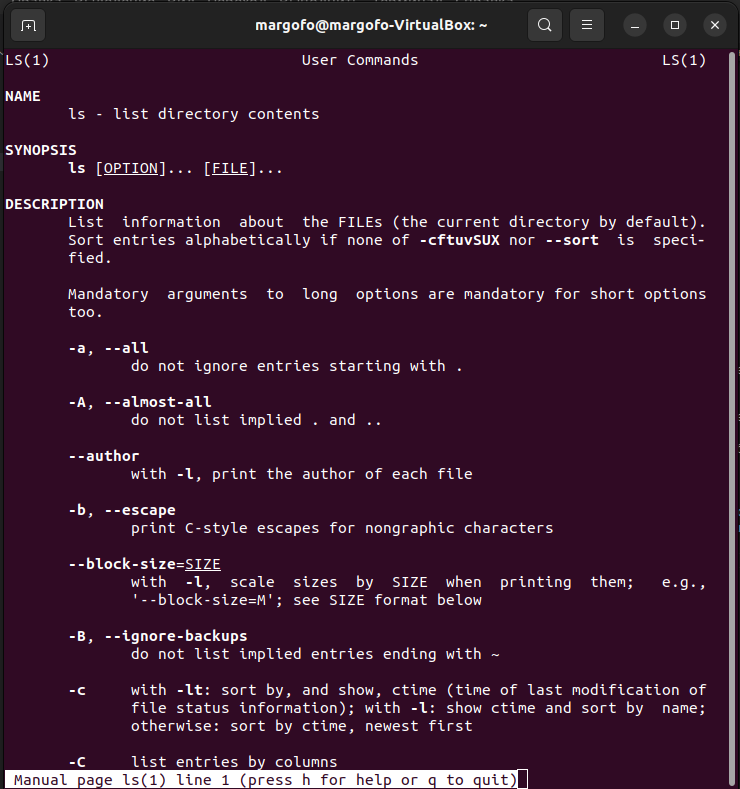 margofo@margofo-VirtualBox: ~
LS(1) User Commands LS(1)
NAME
ls - list directory contents
SYNOPSIS
ls [OPTION]... [FILE]...
DESCRIPTION
List information about the FILEs (the current directory by default).
Sort entries alphabetically if none of -cftuvSUX nor --sort is speci-
fied.
Mandatory arguments to long options are mandatory for short options
too.
-a, --all
do not ignore entries starting with .
-A, --almost-all
do not list implied . and ..
--author
with -l, print the author of each file
-b, --escape
print C-style escapes for nongraphic characters
--block-size=SIZE
with -l, scale sizes by SIZE when printing them; e.g.,
'--block-size=M'; see SIZE format below
-B, --ignore-backups
do not list implied entries ending with ~
-c with -lt: sort by, and show, ctime (time of last modification of
file status information); with -l: show ctime and sort by name;
otherwise: sort by ctime, newest first
-C list entries by columns
Manual page ls(1) line 1 (press h for help or q to quit)